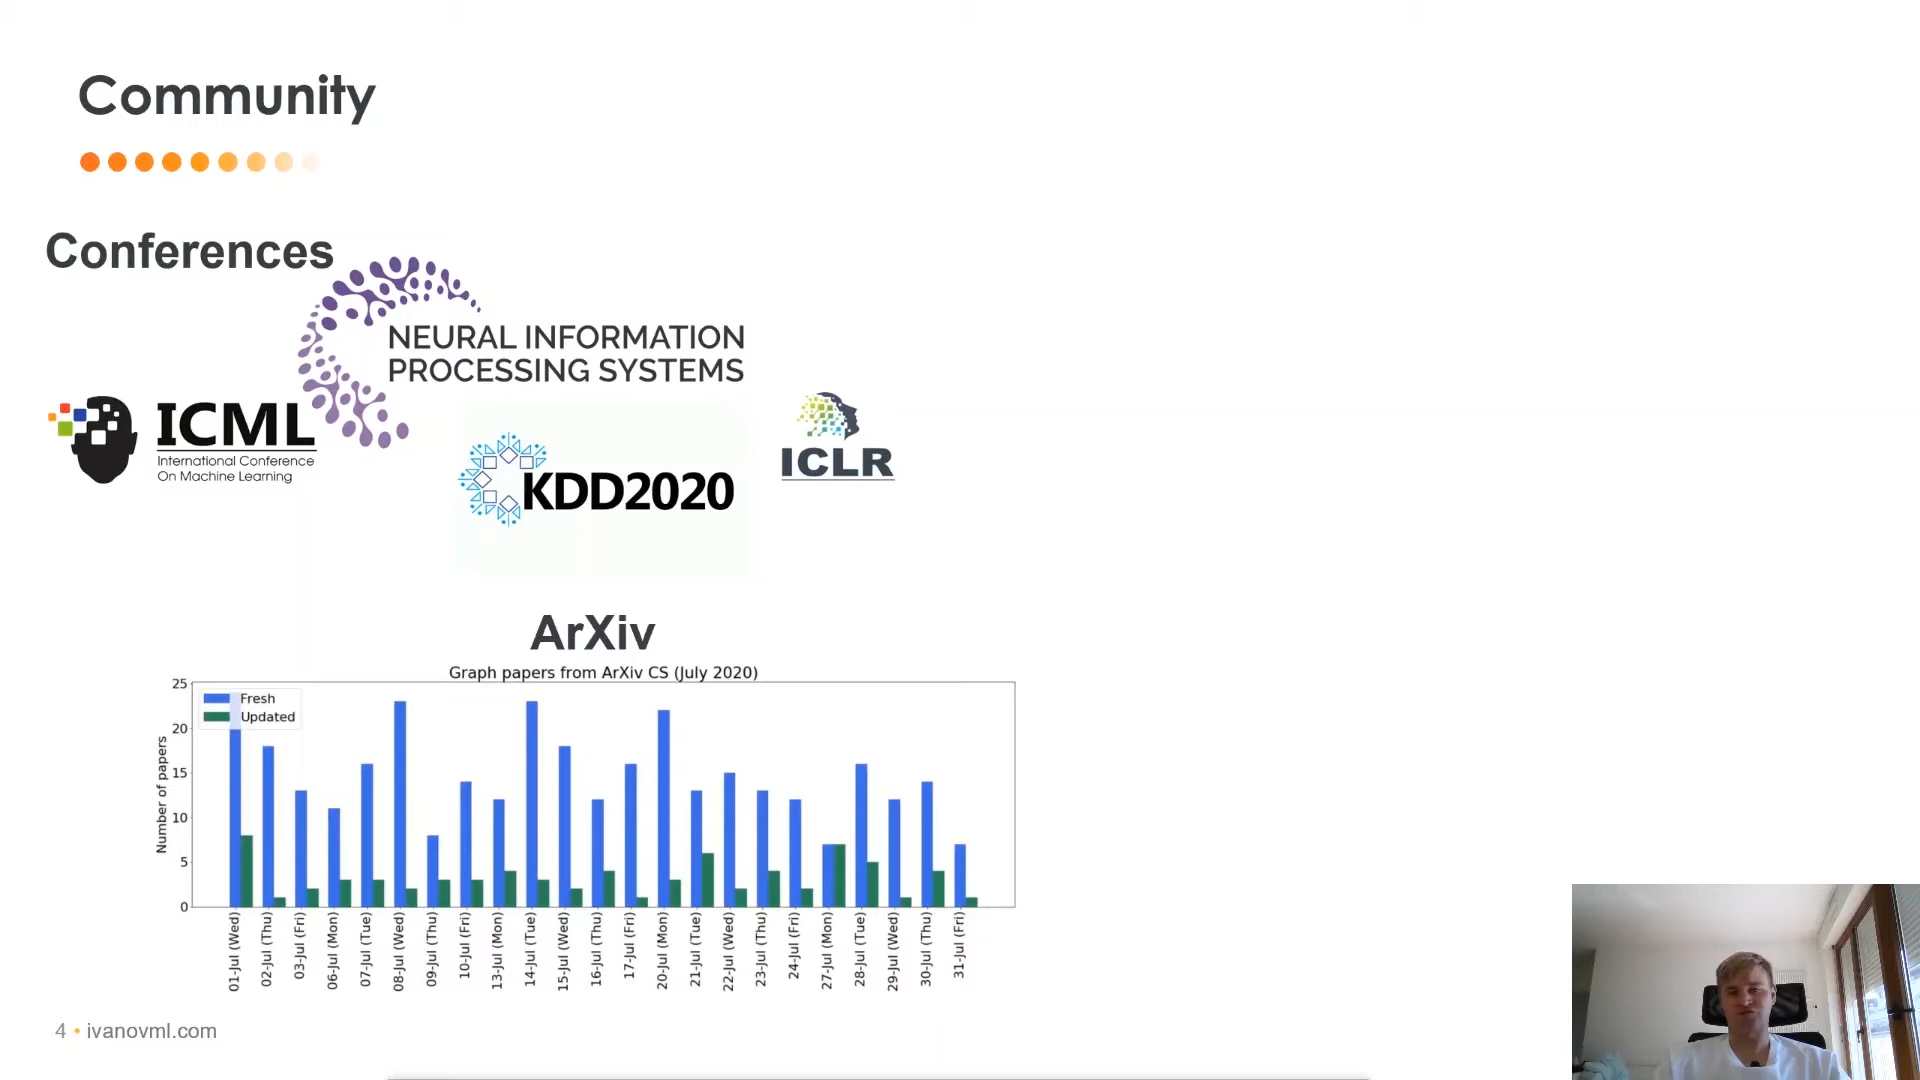 Community
Conferences
NEURAL INFORMATION
PROCESSING SYSTEMS
ICML
International Conference
On Machine Learning
KDD2020
ICLR
ArXiv
Graph papers from ArXiv CS (July 2020)
Fresh
Updated
Number of papers
25
20
15
10
5
0
01-Jul (Wed)
02-Jul (Thu)
03-Jul (Fri)
06-Jul (Mon)
07-Jul (Tue)
08-Jul (Wed)
09-Jul (Thu)
10-Jul (Fri)
13-Jul (Mon)
14-Jul (Tue)
15-Jul (Wed)
16-Jul (Thu)
17-Jul (Fri)
20-Jul (Mon)
21-Jul (Tue)
22-Jul (Wed)
23-Jul (Thu)
24-Jul (Fri)
27-Jul (Mon)
28-Jul (Tue)
29-Jul (Wed)
30-Jul (Thu)
31-Jul (Fri)
4 • ivanovml.com